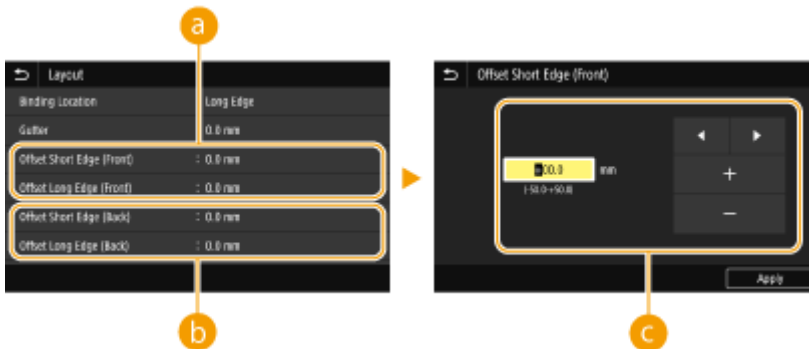 a
Layout
Binding Location Long Edge
Gutter 0.0 mm
Offset Short Edge (Front) : 0.0 mm
Offset Long Edge (Front) : 0.0 mm
Offset Short Edge (Back) : 0.0 mm
Offset Long Edge (Back) : 0.0 mm
b
Offset Short Edge (Front)
+00.0 mm
(-50.0-+50.0)
+
−
Apply
c